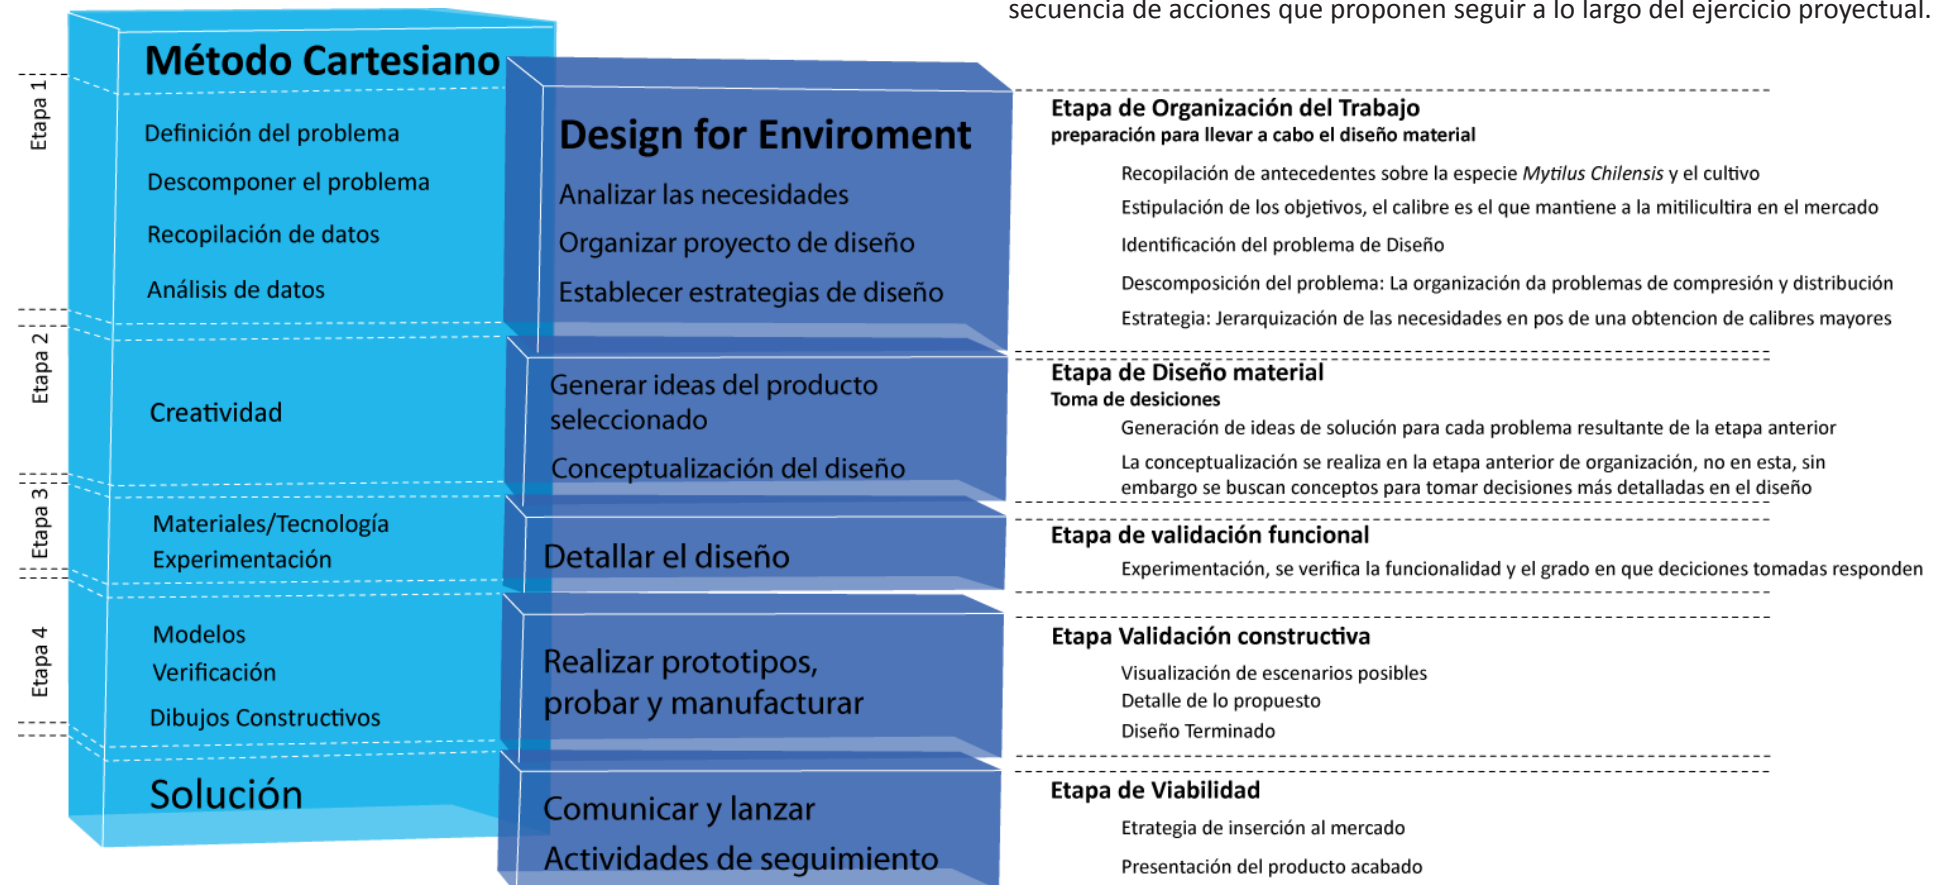 secuencia de acciones que proponen seguir a lo largo del ejercicio proyectual.
Método Cartesiano
Etapa 1
Definición del problema
Descomponer el problema
Recopilación de datos
Análisis de datos
Etapa 2
Creatividad
Etapa 3
Materiales/Tecnología
Experimentación
Etapa 4
Modelos
Verificación
Dibujos Constructivos
Solución
Design for Enviroment
Analizar las necesidades
Organizar proyecto de diseño
Establecer estrategias de diseño
Generar ideas del producto
seleccionado
Conceptualización del diseño
Detallar el diseño
Realizar prototipos,
probar y manufacturar
Comunicar y lanzar
Actividades de seguimiento
Etapa de Organización del Trabajo
preparación para llevar a cabo el diseño material
Recopilación de antecedentes sobre la especie Mytilus Chilensis y el cultivo
Estipulación de los objetivos, el calibre es el que mantiene a la mitilicultira en el mercado
Identificación del problema de Diseño
Descomposición del problema: La organización da problemas de compresión y distribución
Estrategia: Jerarquización de las necesidades en pos de una obtencion de calibres mayores
Etapa de Diseño material
Toma de desiciones
Generación de ideas de solución para cada problema resultante de la etapa anterior
La conceptualización se realiza en la etapa anterior de organización, no en esta, sin
embargo se buscan conceptos para tomar decisiones más detalladas en el diseño
Etapa de validación funcional
Experimentación, se verifica la funcionalidad y el grado en que deciciones tomadas responden
Etapa Validación constructiva
Visualización de escenarios posibles
Detalle de lo propuesto
Diseño Terminado
Etapa de Viabilidad
Etrategia de inserción al mercado
Presentación del producto acabado